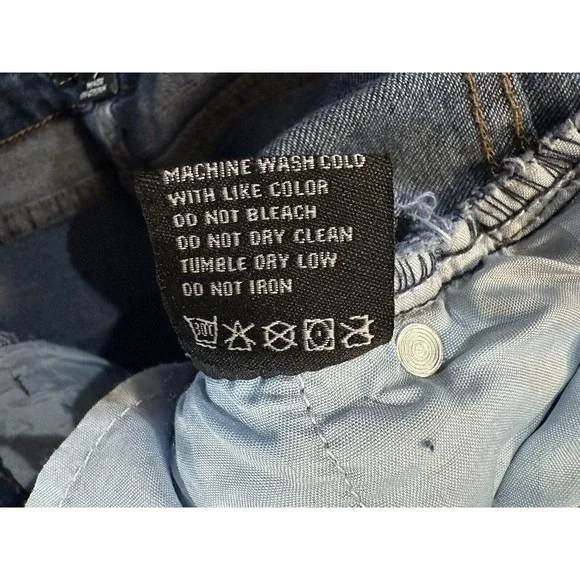 MACHINE WASH COLD
WITH LIKE COLOR
DO NOT BLEACH
DO NOT DRY CLEAN
TUMBLE DRY LOW
DO NOT IRON